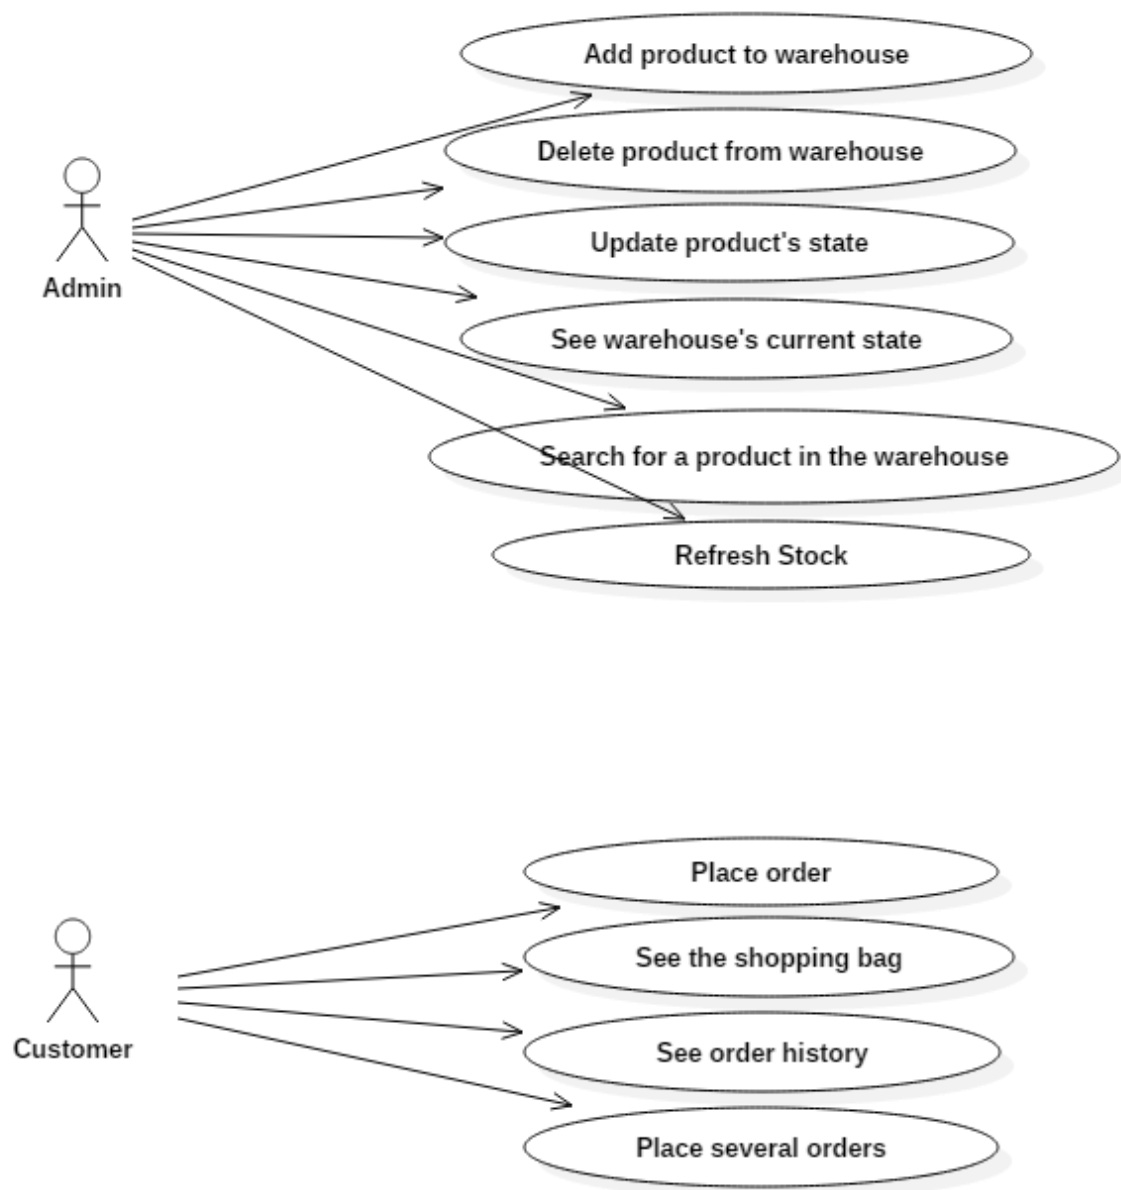 Add product to warehouse
Delete product from warehouse
Update product's state
Admin
See warehouse's current state
Search for a product in the warehouse
Refresh Stock
Place order
See the shopping bag
Customer
See order history
Place several orders